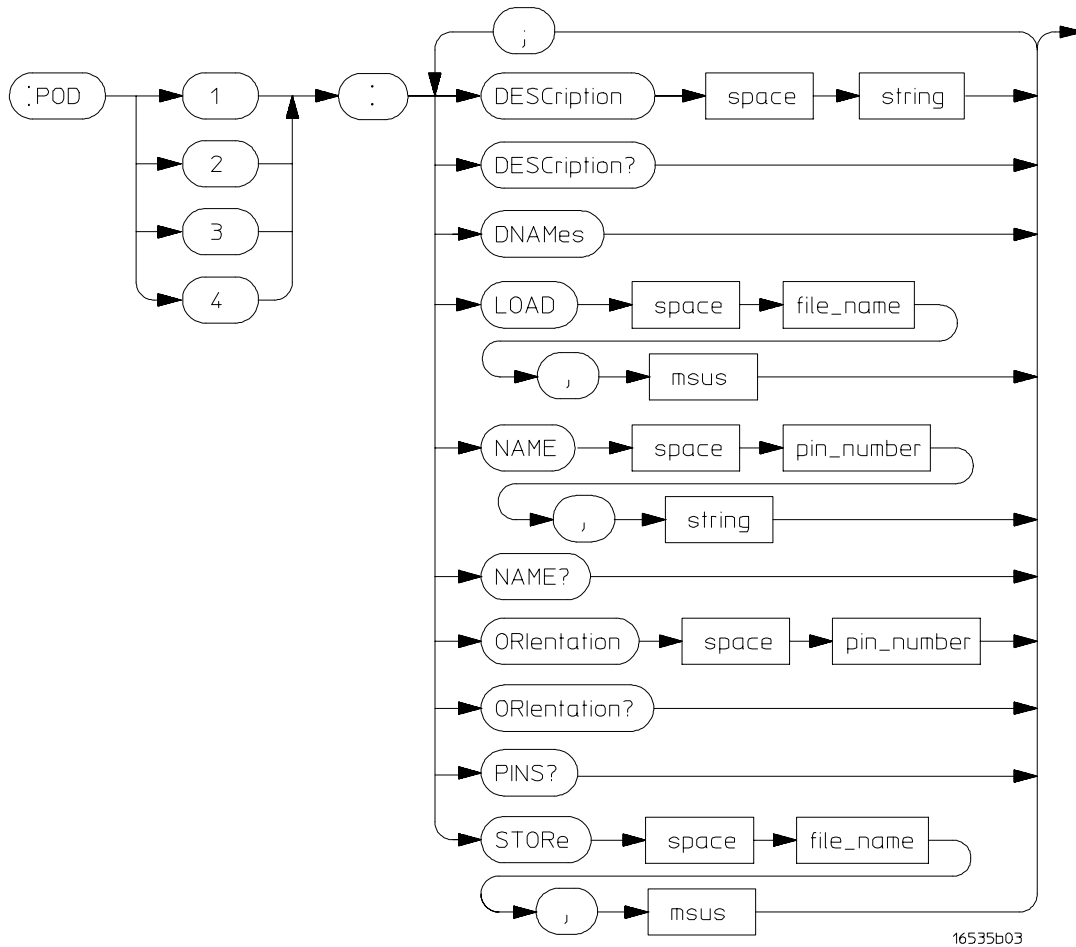 ;
:POD 1 : DESCription space string
2 DESCription?
3 DNAMes
4 LOAD space file_name
, msus
NAME space pin_number
, string
NAME?
ORIentation space pin_number
ORIentation?
PINS?
STORe space file_name
, msus
16535b03